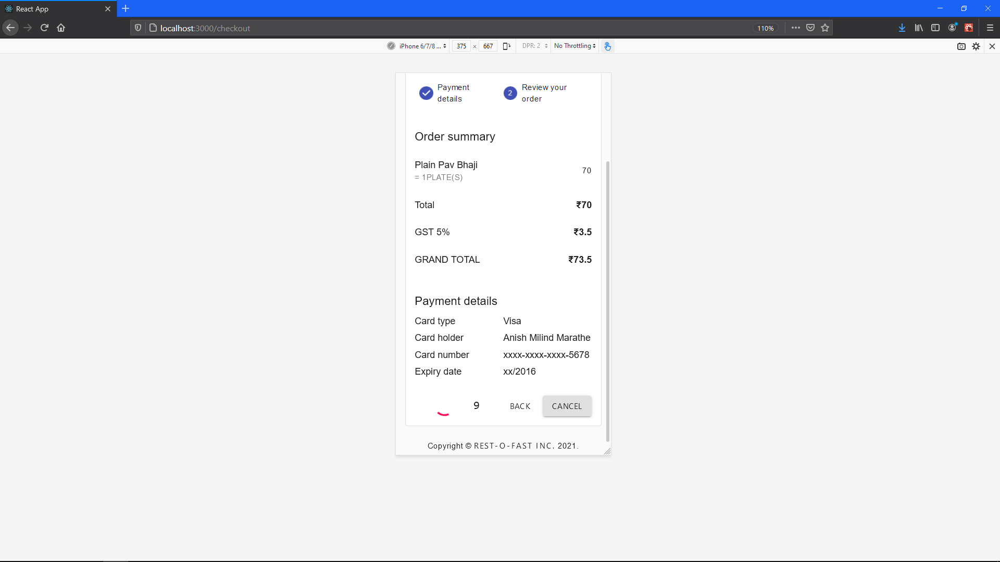 React App
localhost:3000/checkout
110%
iPhone 6/7/8 ...
375 × 667
DPR: 2
No Throttling
Payment details
2
Review your order
Order summary
Plain Pav Bhaji
70
= 1PLATE(S)
Total
₹70
GST 5%
₹3.5
GRAND TOTAL
₹73.5
Payment details
Card type
Visa
Card holder
Anish Milind Marathe
Card number
xxxx-xxxx-xxxx-5678
Expiry date
xx/2016
9
BACK
CANCEL
Copyright © REST-O-FAST INC. 2021.